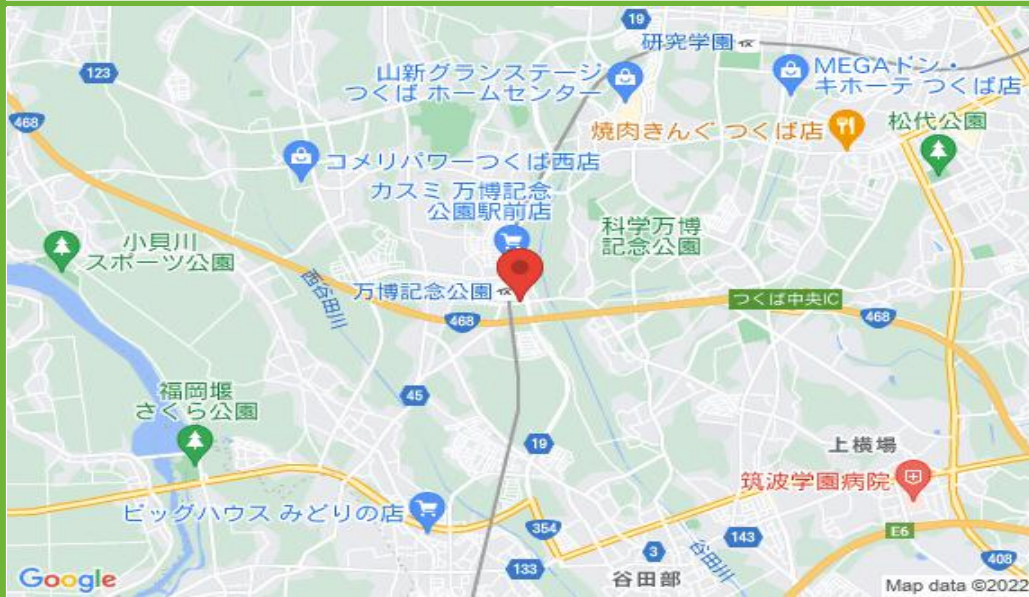 19
研究学園
123
山新グランステージ
つくば ホームセンター
MEGAドン・
キホーテ つくば店
468
焼肉きんぐ つくば店
松代公園
コメリパワーつくば西店
カスミ 万博記念
公園駅前店
科学万博
記念公園
小貝川
スポーツ公園
西谷田川
万博記念公園
つくば中央IC
468
468
福岡堰
さくら公園
45
19
上横場
筑波学園病院
ビッグハウス みどりの店
354
143
E6
谷田川
3
133
谷田部
408
Google
Map data ©2022